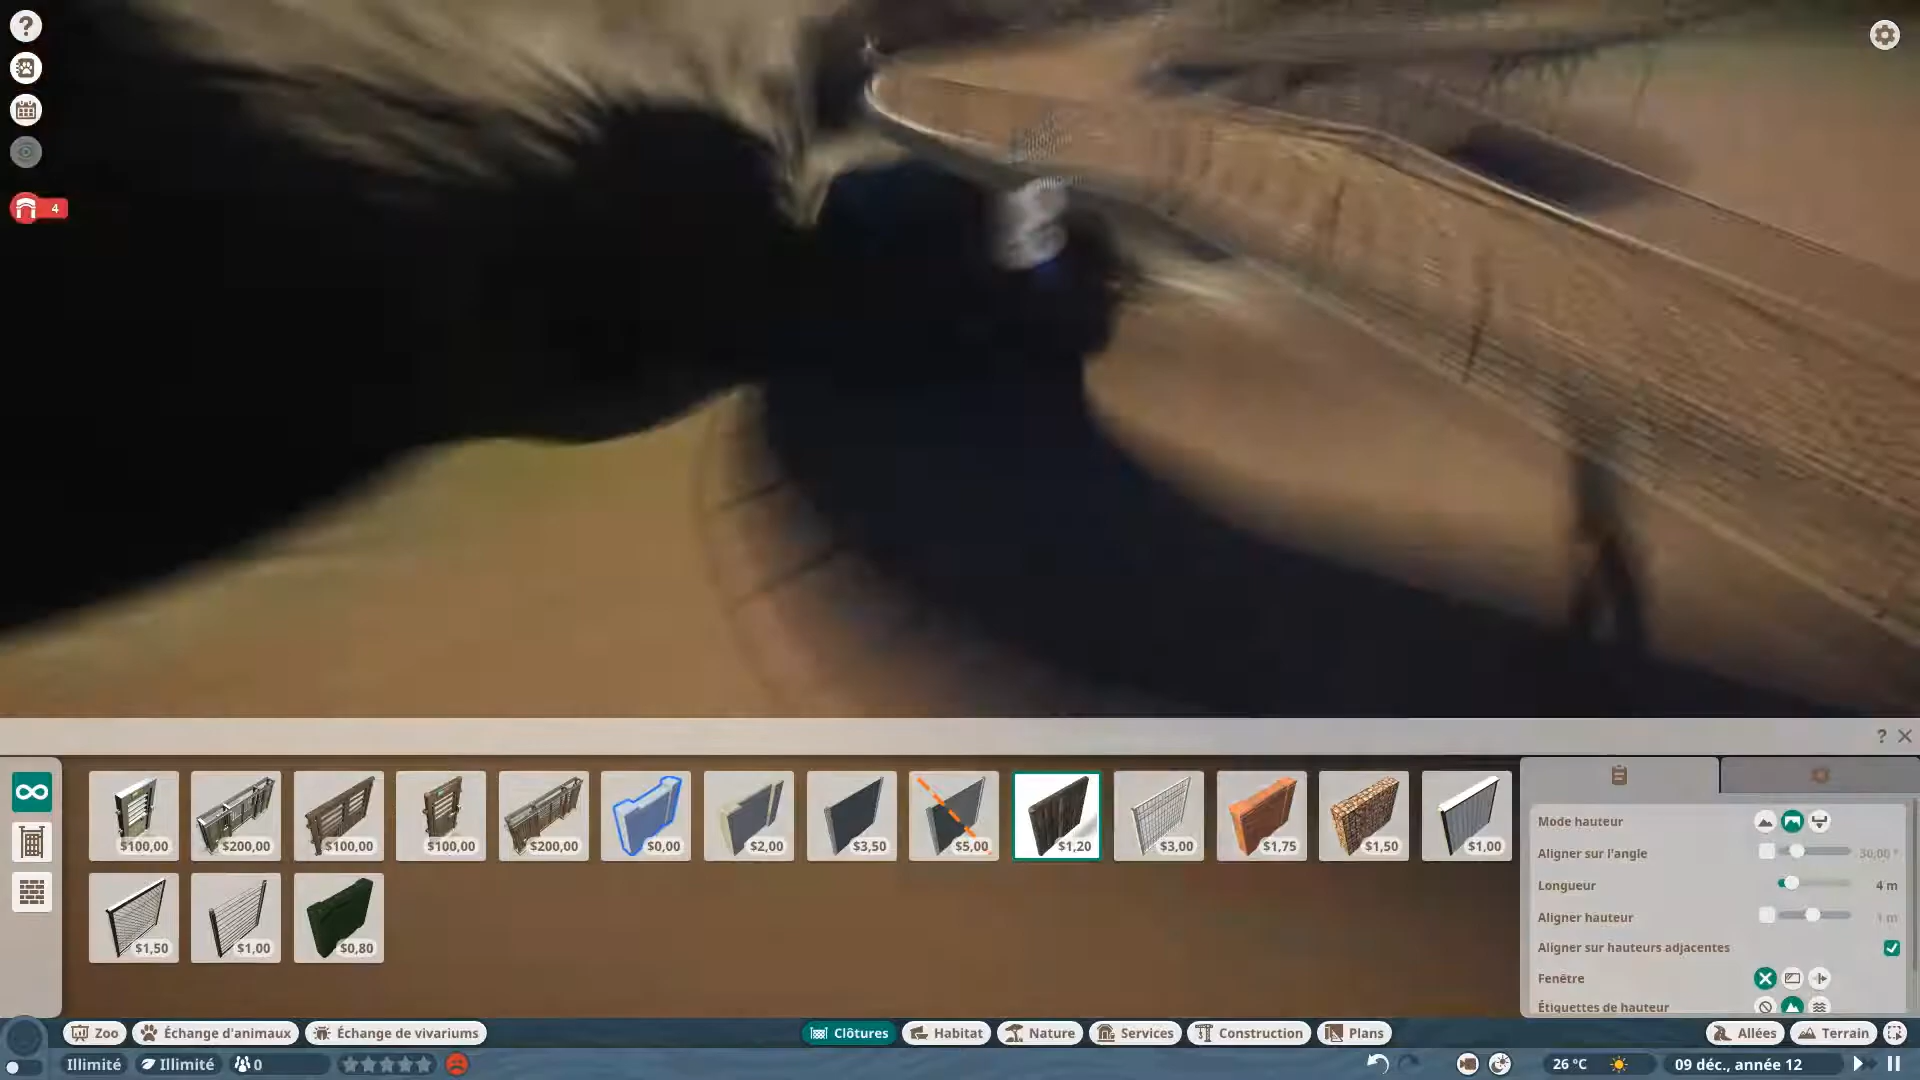 ?
4
? ×
$100,00 $200,00 $100,00 $100,00 $200,00 $0,00 $2,00 $3,50 $5,00 $1,20 $3,00 $1,75 $1,50 $1,00
$1,50 $1,00 $0,80
Mode hauteur
Aligner sur l'angle 30,00 °
Longueur 4 m
Aligner hauteur 1 m
Aligner sur hauteurs adjacentes
Fenêtre
Étiquettes de hauteur
Zoo Échange d'animaux Échange de vivariums Clôtures Habitat Nature Services Construction Plans Allées Terrain
Illimité Illimité 0 26 °C 09 déc., année 12